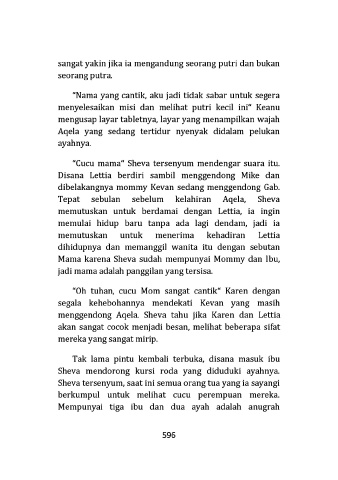 sangat yakin jika ia mengandung seorang putri dan bukan
seorang putra.
"Nama yang cantik, aku jadi tidak sabar untuk segera
menyelesaikan misi dan melihat putri kecil ini" Keanu
mengusap layar tabletnya, layar yang menampilkan wajah
Aqela yang sedang tertidur nyenyak didalam pelukan
ayahnya.
"Cucu mama" Sheva tersenyum mendengar suara itu.
Disana Lettia berdiri sambil menggendong Mike dan
dibelakangnya mommy Kevan sedang menggendong Gab.
Tepat sebulan sebelum kelahiran Aqela, Sheva
memutuskan untuk berdamai dengan Lettia, ia ingin
memulai hidup baru tanpa ada lagi dendam, jadi ia
memutuskan untuk menerima kehadiran Lettia
dihidupnya dan memanggil wanita itu dengan sebutan
Mama karena Sheva sudah mempunyai Mommy dan Ibu,
jadi mama adalah panggilan yang tersisa.
"Oh tuhan, cucu Mom sangat cantik" Karen dengan
segala kehebohannya mendekati Kevan yang masih
menggendong Aqela. Sheva tahu jika Karen dan Lettia
akan sangat cocok menjadi besan, melihat beberapa sifat
mereka yang sangat mirip.
Tak lama pintu kembali terbuka, disana masuk ibu
Sheva mendorong kursi roda yang diduduki ayahnya.
Sheva tersenyum, saat ini semua orang tua yang ia sayangi
berkumpul untuk melihat cucu perempuan mereka.
Mempunyai tiga ibu dan dua ayah adalah anugrah
596